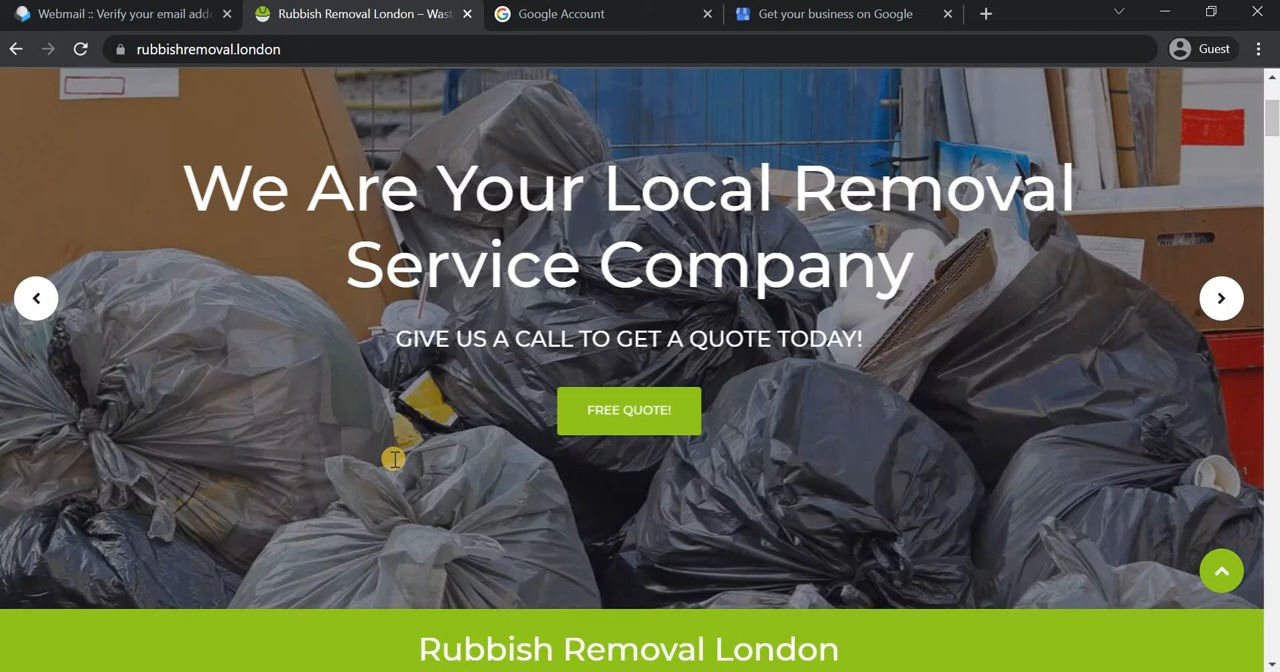 Webmail :: Verify your email addr
Rubbish Removal London – Wast
Google Account
Get your business on Google
rubbishremoval.london
Guest
We Are Your Local Removal
Service Company
GIVE US A CALL TO GET A QUOTE TODAY!
FREE QUOTE!
Rubbish Removal London